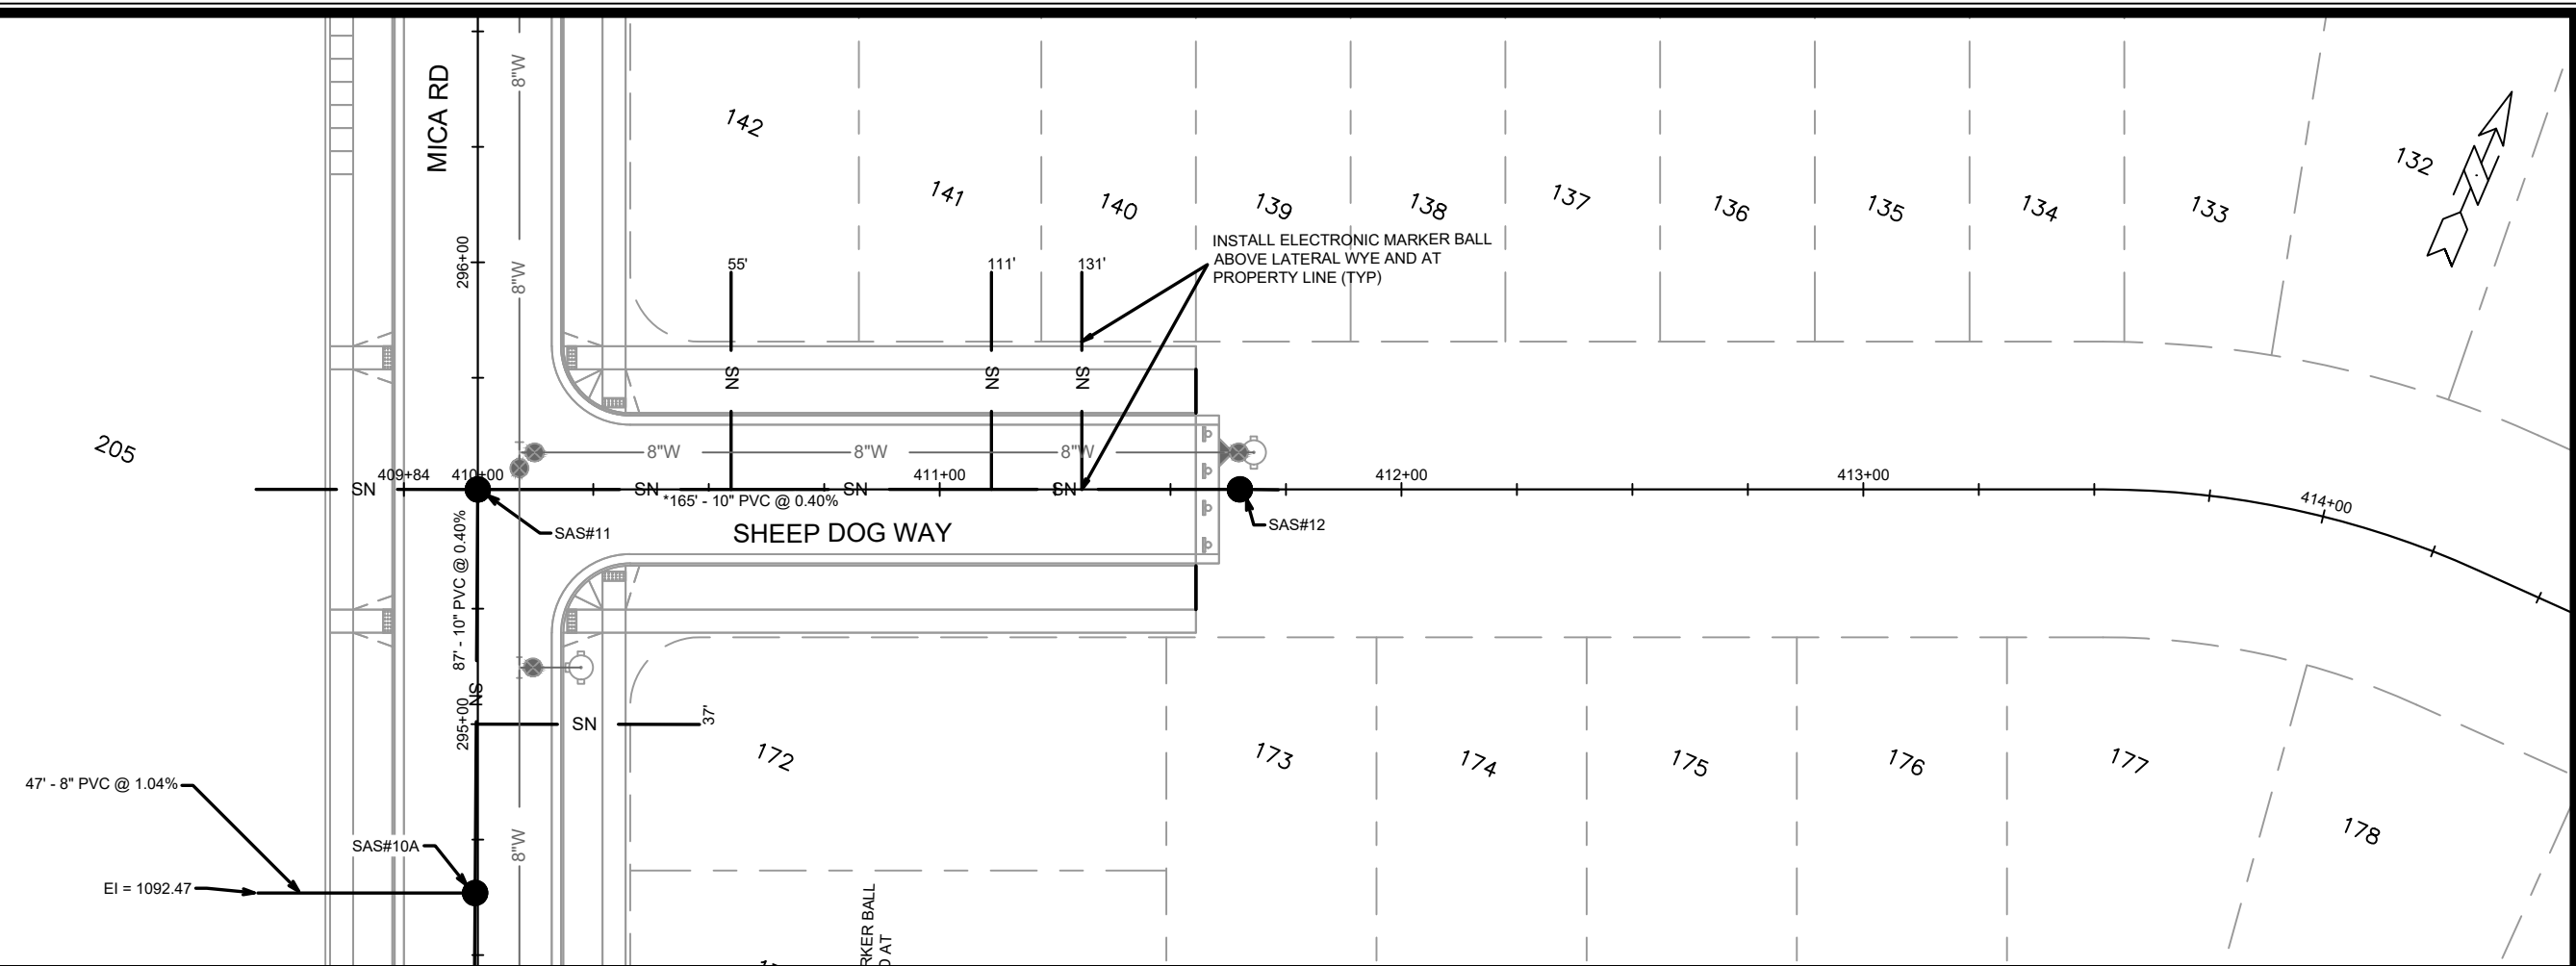 MICA RD
8"W
142
141
140
139
138
137
136
135
134
133
132
INSTALL ELECTRONIC MARKER BALL
ABOVE LATERAL WYE AND AT
PROPERTY LINE (TYP)
296+00
8"W
55'
111'
131'
SN
SN
SN
205
8"W
8"W
8"W
409+84
410+00
411+00
412+00
413+00
414+00
SN
SN
SN
SN
*165' - 10" PVC @ 0.40%
SAS#11
SHEEP DOG WAY
SAS#12
87' - 10" PVC @ 0.40%
SN
295+00
SN
37'
172
173
174
175
176
177
178
47' - 8" PVC @ 1.04%
SAS#10A
8"W
EI = 1092.47
RKER BALL
AT